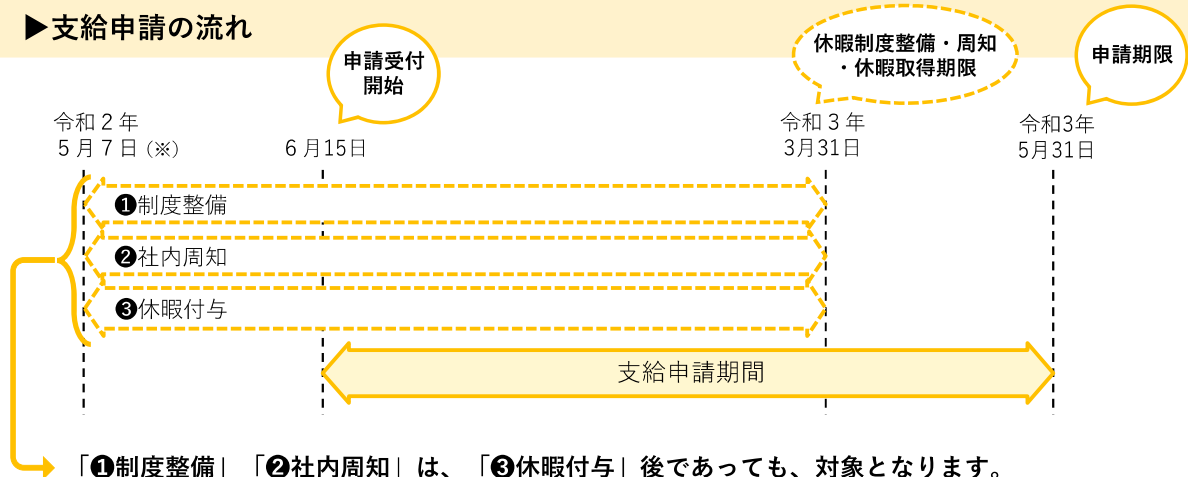 ▶支給申請の流れ
申請受付
開始
休暇制度整備・周知
・休暇取得期限
申請期限
令和２年
５月７日（※）
６月15日
令和３年
3月31日
令和3年
5月31日
❶制度整備
❷社内周知
❸休暇付与
支給申請期間
「❶制度整備」「❷社内周知」は、「❸休暇付与」後であっても、対象となります。